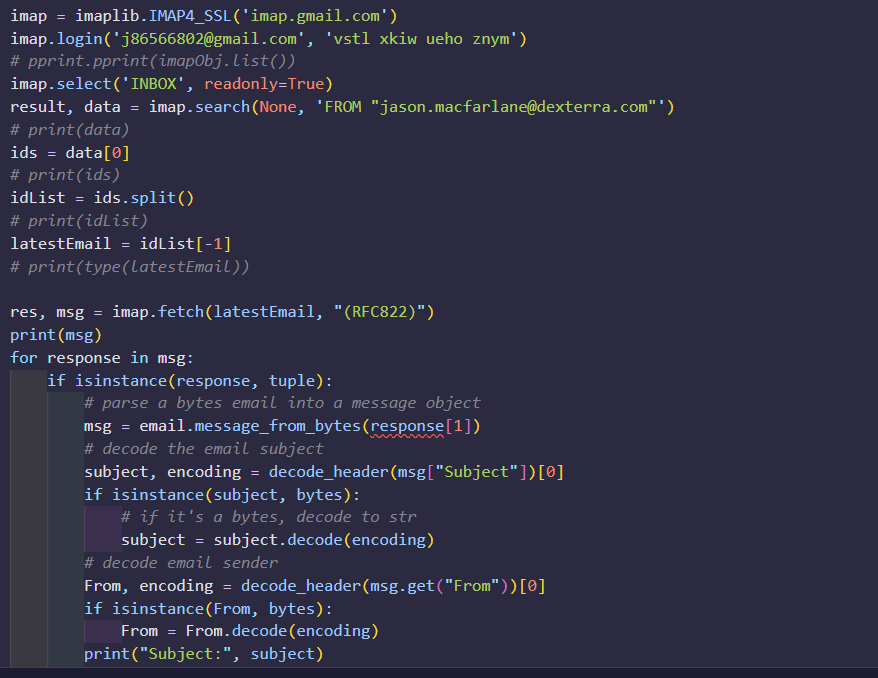 imap = imaplib.IMAP4_SSL('imap.gmail.com')
imap.login('j86566802@gmail.com', 'vstl xkiw ueho znym')
# pprint.pprint(imapObj.list())
imap.select('INBOX', readonly=True)
result, data = imap.search(None, 'FROM "jason.macfarlane@dexterra.com"')
# print(data)
ids = data[0]
# print(ids)
idList = ids.split()
# print(idList)
latestEmail = idList[-1]
# print(type(latestEmail))

res, msg = imap.fetch(latestEmail, "(RFC822)")
print(msg)
for response in msg:
    if isinstance(response, tuple):
        # parse a bytes email into a message object
        msg = email.message_from_bytes(response[1])
        # decode the email subject
        subject, encoding = decode_header(msg["Subject"])[0]
        if isinstance(subject, bytes):
            # if it's a bytes, decode to str
            subject = subject.decode(encoding)
        # decode email sender
        From, encoding = decode_header(msg.get("From"))[0]
        if isinstance(From, bytes):
            From = From.decode(encoding)
        print("Subject:", subject)